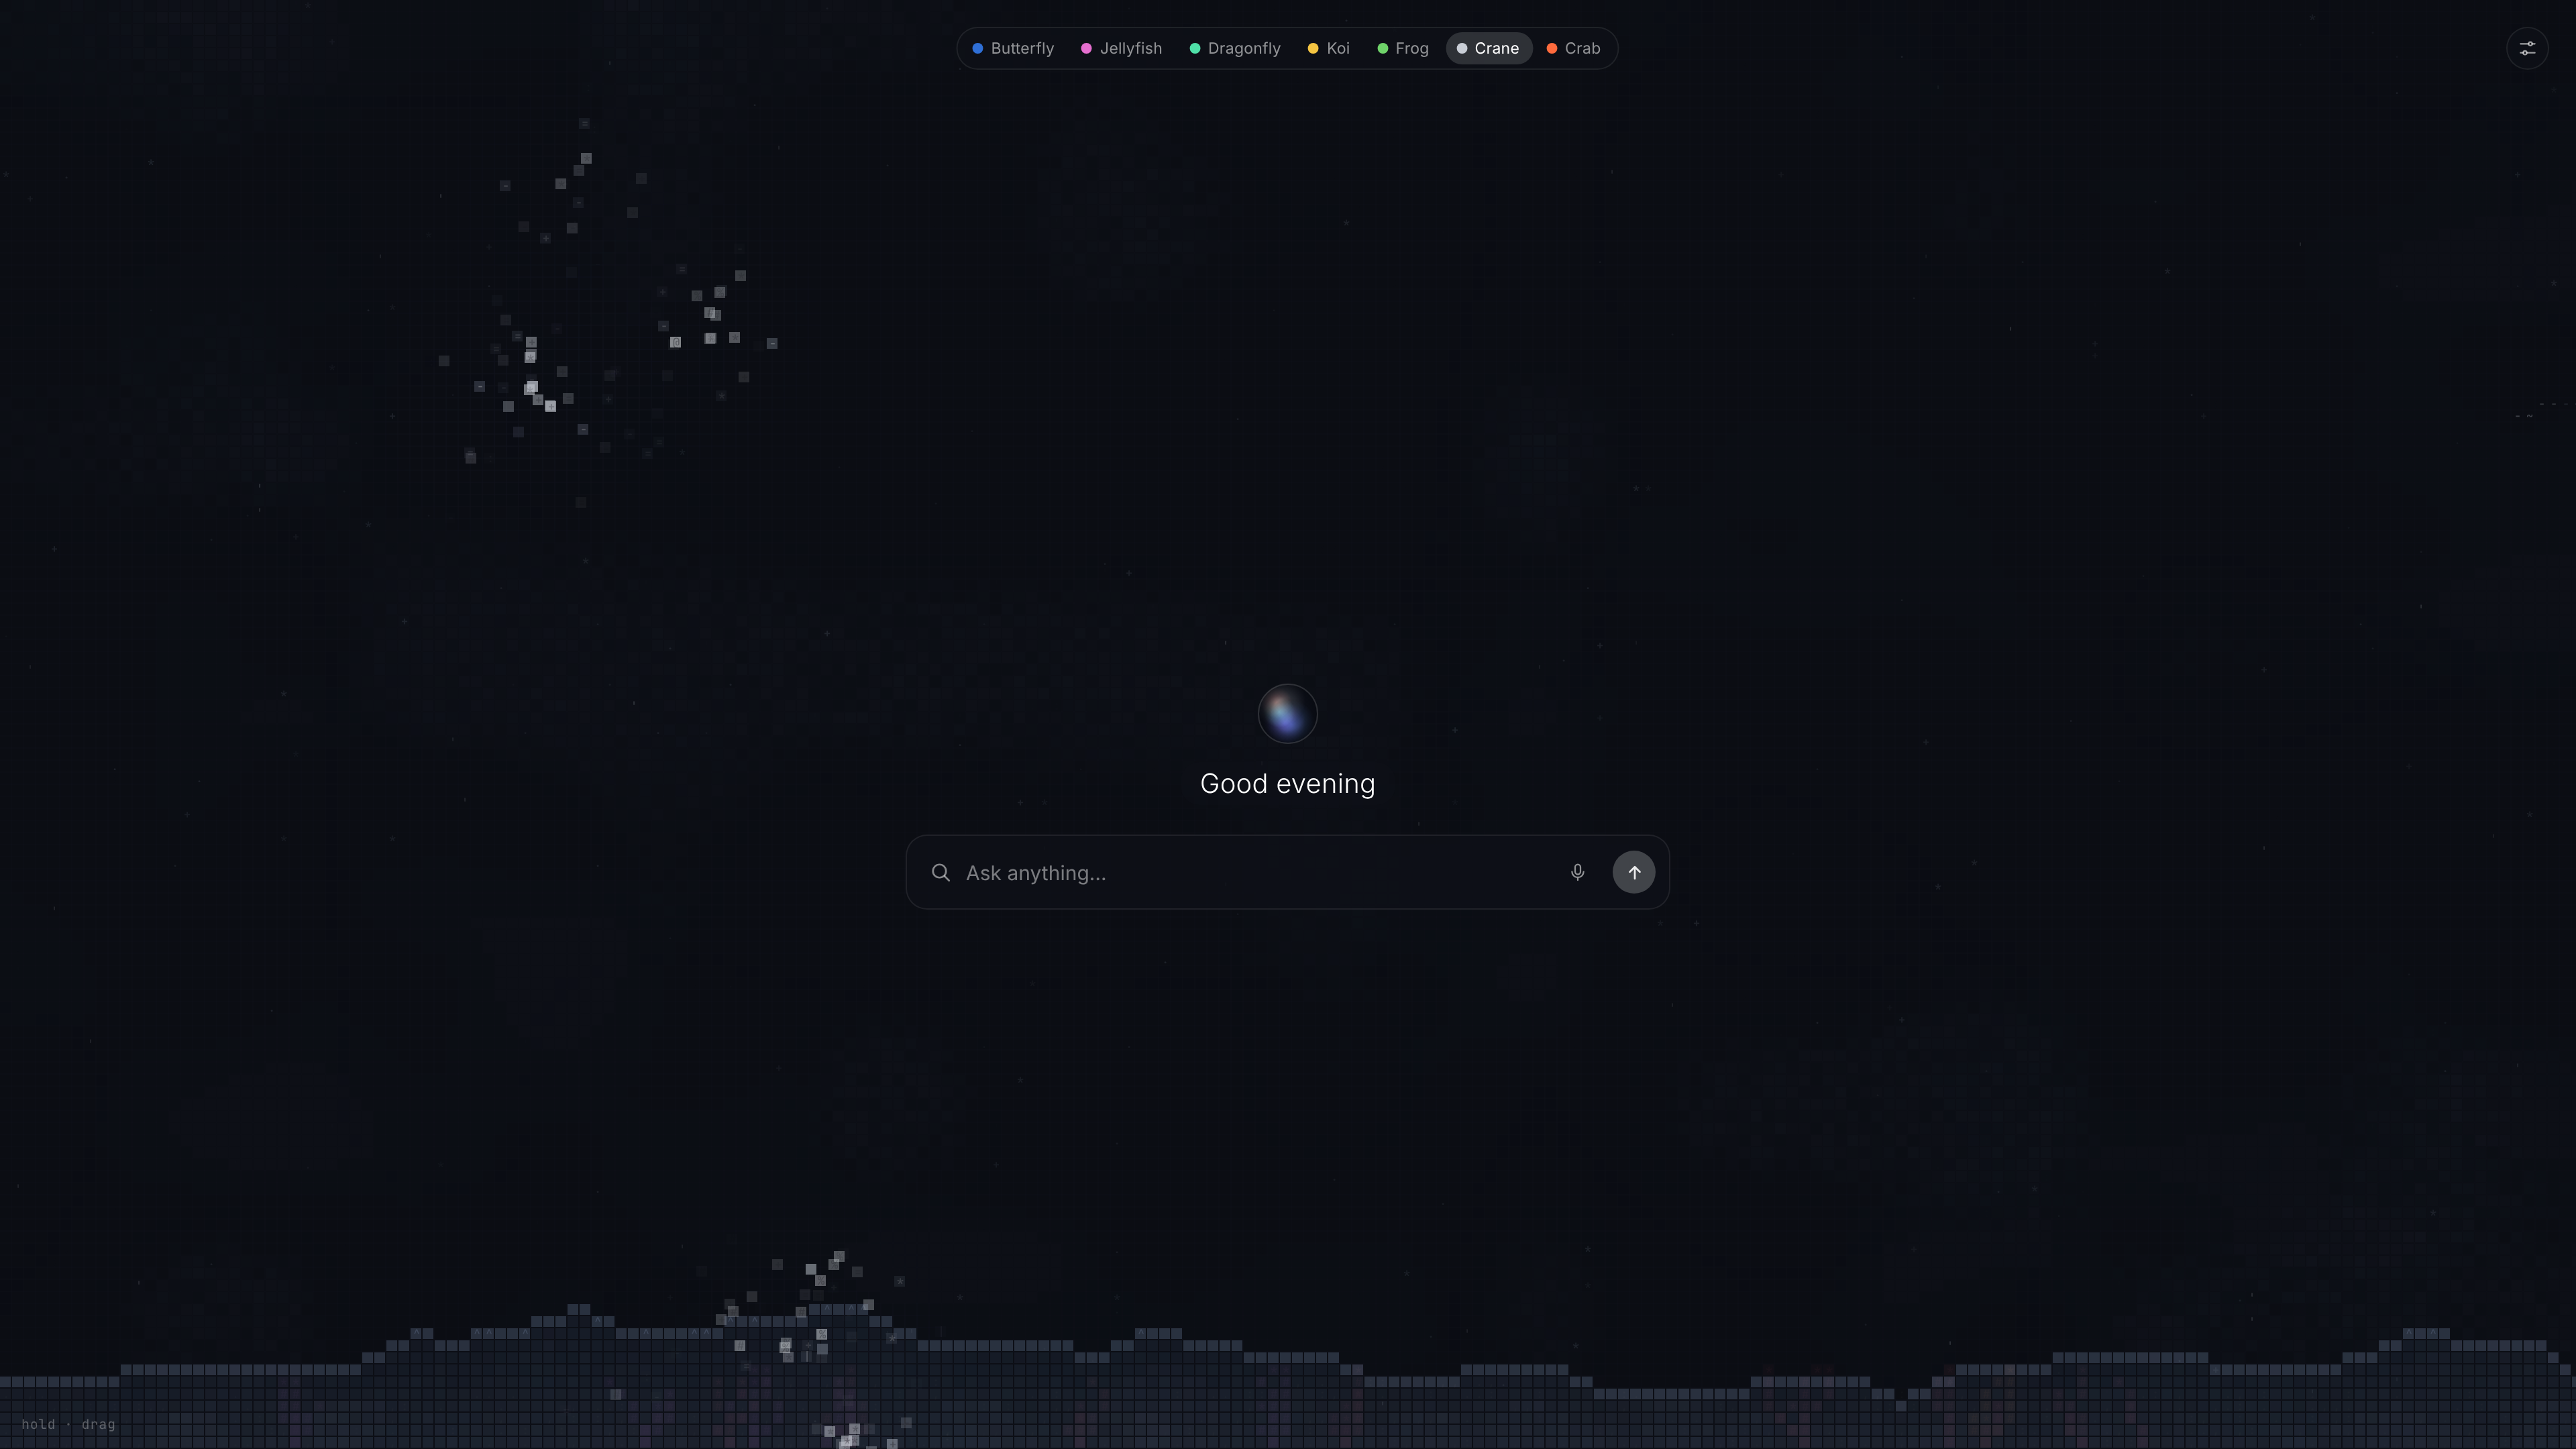 Butterfly Jellyfish Dragonfly Koi Frog Crane Crab
Good evening
Ask anything...
hold · drag